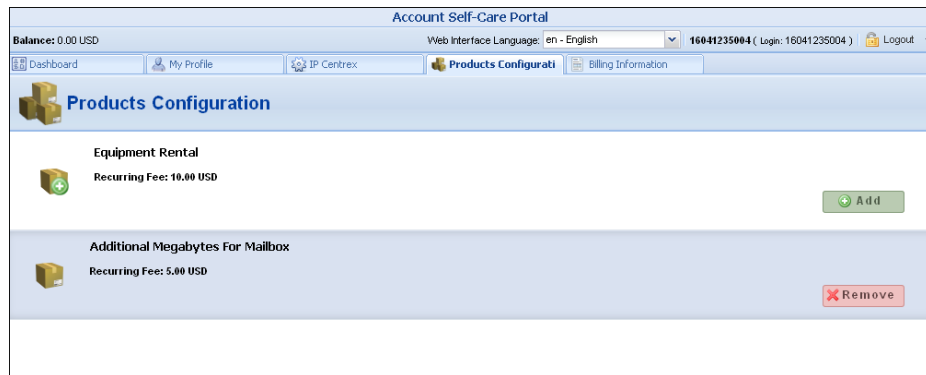 Account Self-Care Portal
Balance: 0.00 USD Web Interface Language: en - English 16041235004 ( Login: 16041235004 ) Logout
Dashboard My Profile IP Centrex Products Configurati Billing Information
Products Configuration
Equipment Rental
Recurring Fee: 10.00 USD
Add
Additional Megabytes For Mailbox
Recurring Fee: 5.00 USD
Remove